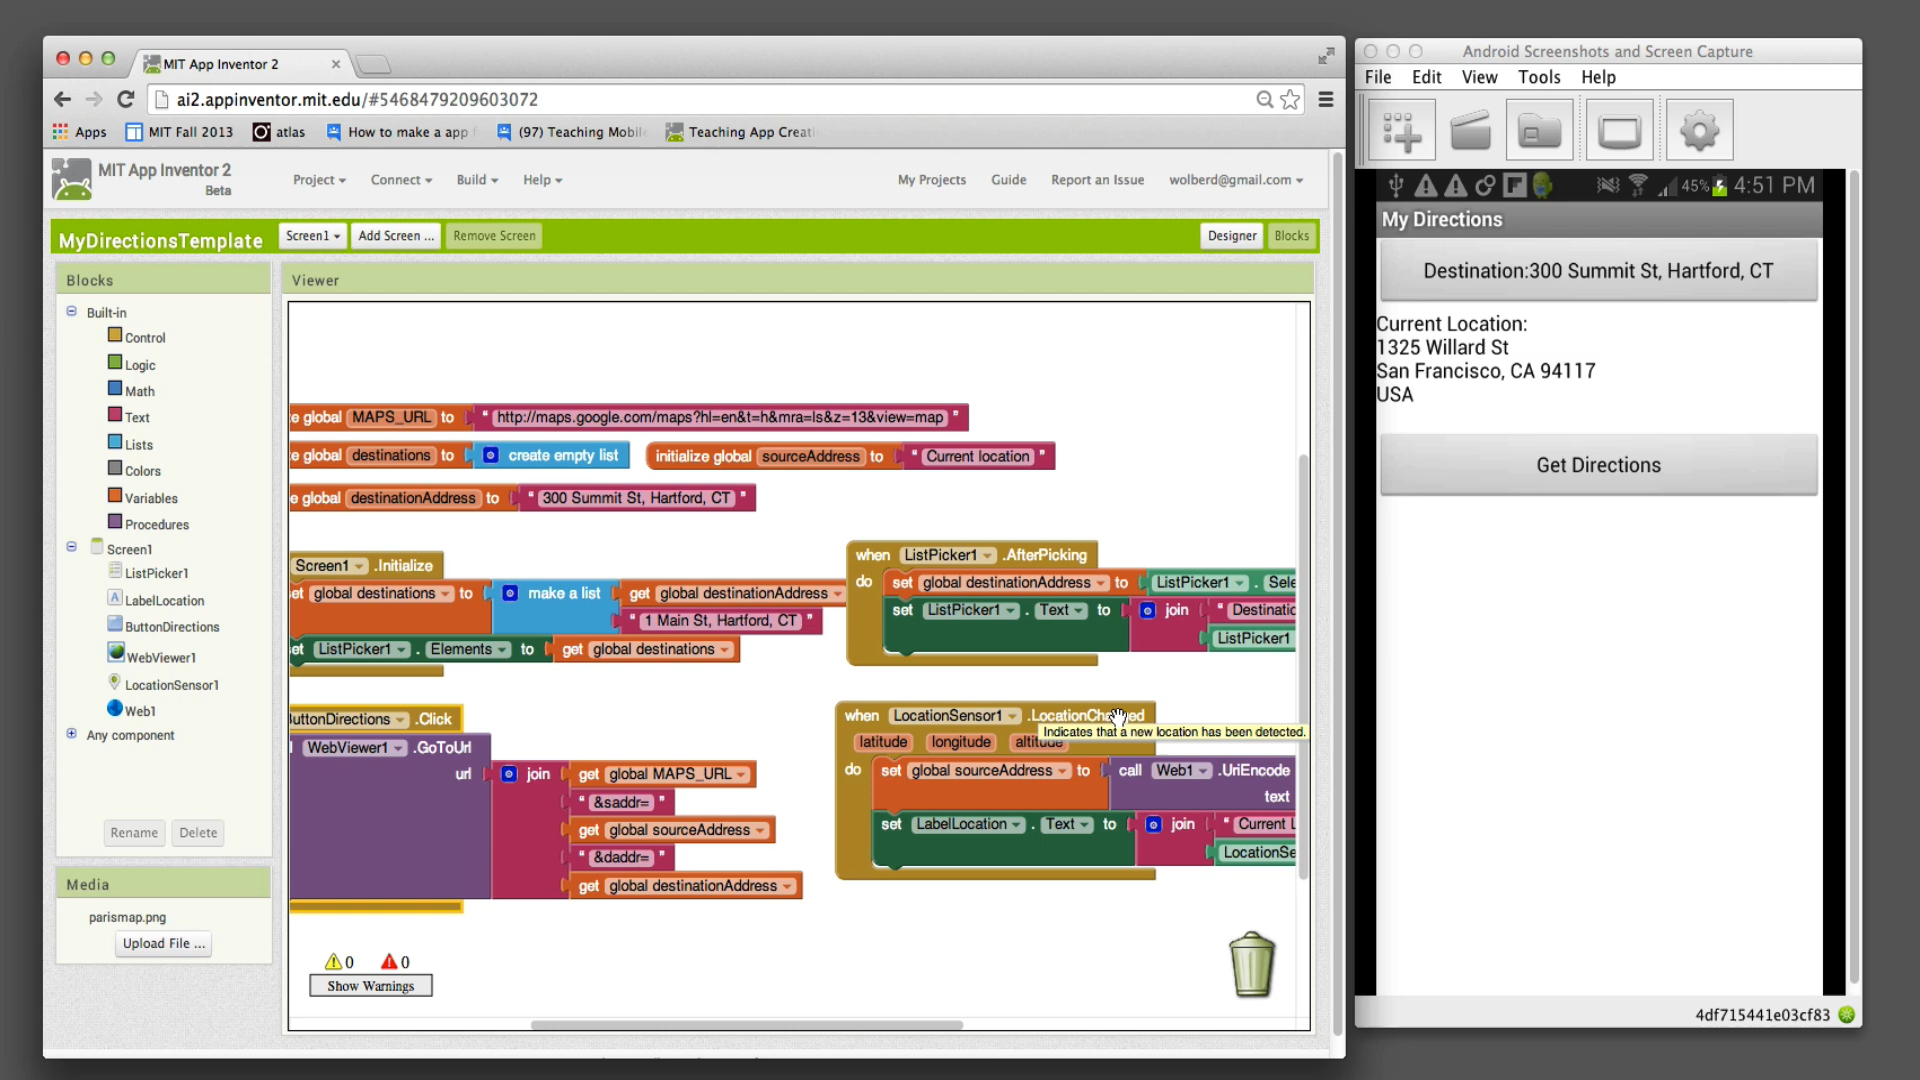 MIT App Inventor 2
ai2.appinventor.mit.edu/#5468479209603072
Apps
MIT Fall 2013
atlas
How to make a app
(97) Teaching Mobil
Teaching App Creati
MIT App Inventor 2
Beta
Project
Connect
Build
Help
My Projects
Guide
Report an Issue
wolberd@gmail.com
MyDirectionsTemplate
Screen1
Add Screen ...
Remove Screen
Designer
Blocks
Blocks
Built-in
Control
Logic
Math
Text
Lists
Colors
Variables
Procedures
Screen1
ListPicker1
LabelLocation
ButtonDirections
WebViewer1
LocationSensor1
Web1
Any component
Rename
Delete
Media
parismap.png
Upload File ...
Viewer
e global MAPS_URL to " http://maps.google.com/maps?hl=en&t=h&mra=ls&z=13&view=map "
e global destinations to create empty list
initialize global sourceAddress to " Current location "
e global destinationAddress to " 300 Summit St, Hartford, CT "
Screen1 .Initialize
et global destinations to make a list get global destinationAddress
" 1 Main St, Hartford, CT "
et ListPicker1 . Elements to get global destinations
when ListPicker1 .AfterPicking
do set global destinationAddress to ListPicker1 . Sele
set ListPicker1 . Text to join " Destinatio
ListPicker1
uttonDirections .Click
WebViewer1 .GoToUrl
url join get global MAPS_URL
" &saddr= "
get global sourceAddress
" &daddr= "
get global destinationAddress
when LocationSensor1 .LocationCha ed
Indicates that a new location has been detected.
latitude longitude altitude
do set global sourceAddress to call Web1 .UriEncode
text
set LabelLocation . Text to join " Current L
LocationSe
0 0
Show Warnings
Android Screenshots and Screen Capture
File Edit View Tools Help
45% 4:51 PM
My Directions
Destination:300 Summit St, Hartford, CT
Current Location:
1325 Willard St
San Francisco, CA 94117
USA
Get Directions
4df715441e03cf83